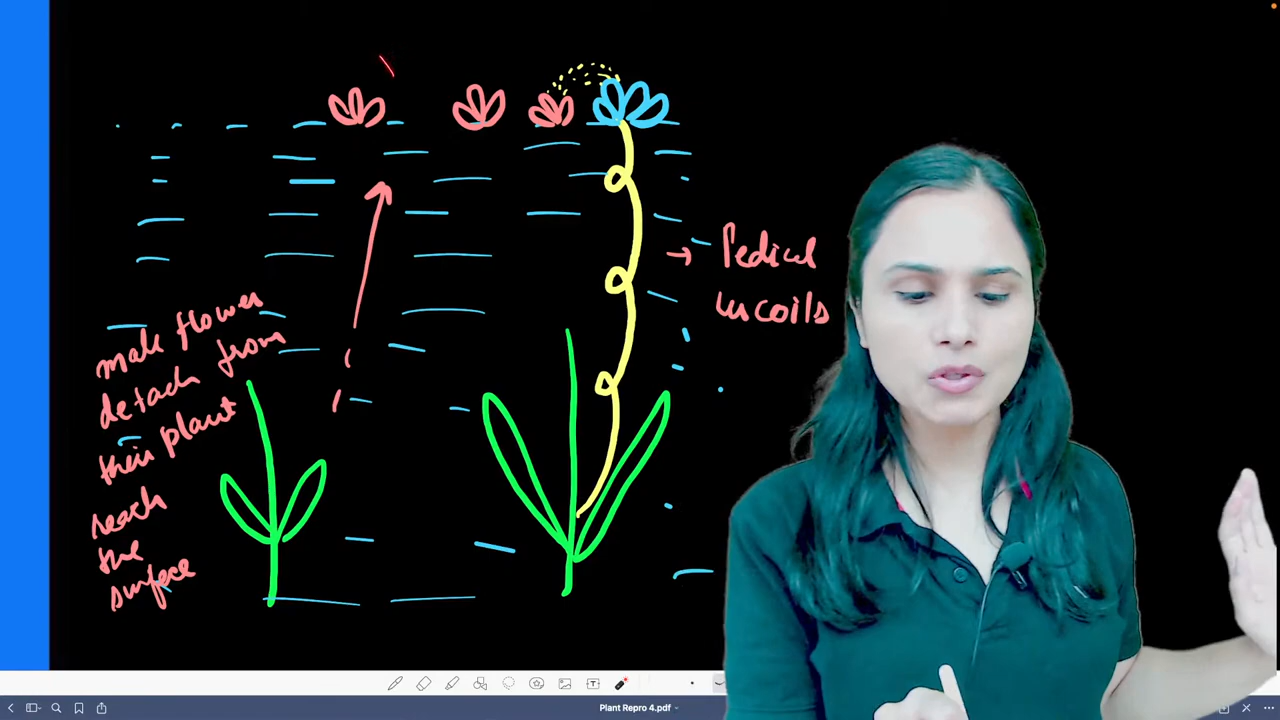 male flower
detach from
their plant
reach
the
surface
→ Pedicel
uncoils
Plant Repro 4.pdf